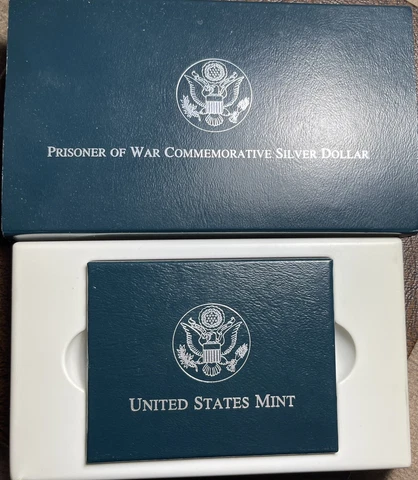 PRISONER OF WAR COMMEMORATIVE SILVER DOLLAR
UNITED STATES MINT